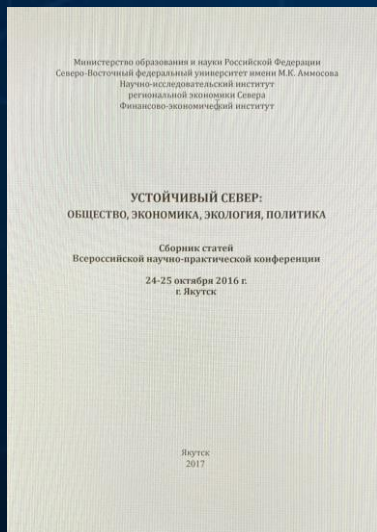 Министерство образования и науки Российской Федерации
Северо-Восточный федеральный университет имени М.К. Аммосова
Научно-исследовательский институт
региональной экономики Севера
Финансово-экономический институт
УСТОЙЧИВЫЙ СЕВЕР:
ОБЩЕСТВО, ЭКОНОМИКА, ЭКОЛОГИЯ, ПОЛИТИКА
Сборник статей
Всероссийской научно-практической конференции
24-25 октября 2016 г.
г. Якутск
Якутск
2017